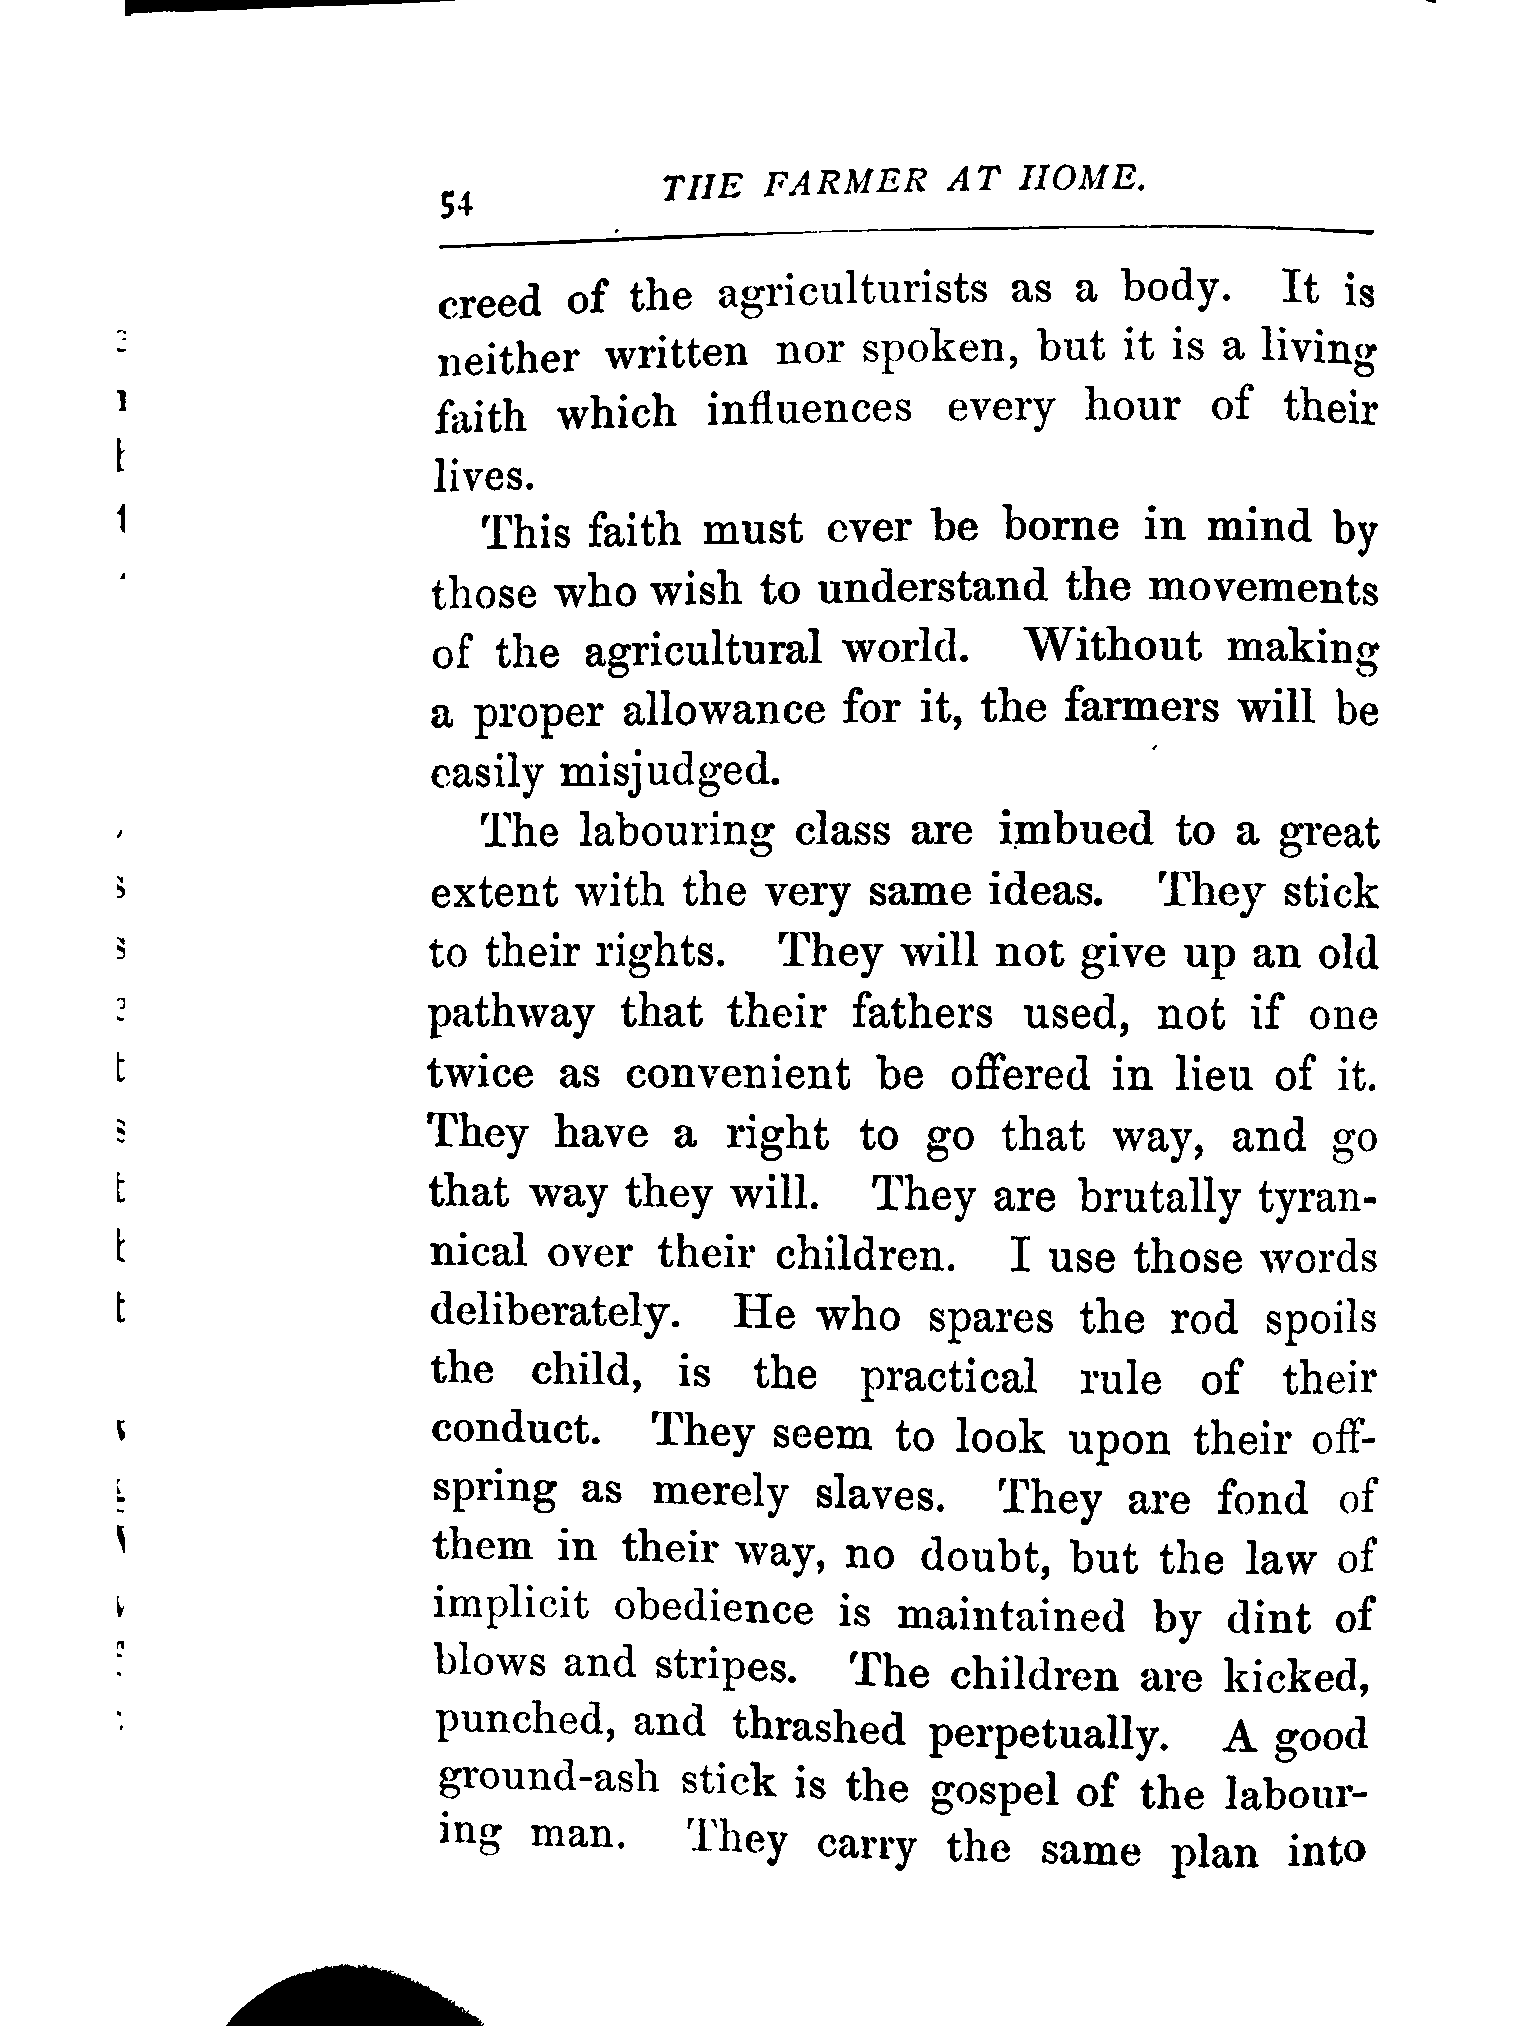 54
THE FARMER AT HOME.
creed of the agriculturists as a body. It is
neither written nor spoken, but it is a living
faith which influences every hour of their
lives.
This faith must ever be borne in mind by
those who wish to understand the movements
of the agricultural world. Without making
a proper allowance for it, the farmers will be
easily misjudged.
The labouring class are imbued to a great
extent with the very same ideas. They stick
to their rights. They will not give up an old
pathway that their fathers used, not if one
twice as convenient be offered in lieu of it.
They have a right to go that way, and go
that way they will. They are brutally tyran-
nical over their children. I use those words
deliberately. He who spares the rod spoils
the child, is the practical rule of their
conduct. They seem to look upon their off-
spring as merely slaves. They are fond of
them in their way, no doubt, but the law of
implicit obedience is maintained by dint of
blows and stripes. The children are kicked,
punched, and thrashed perpetually. A good
ground-ash stick is the gospel of the labour-
ing man. They carry the same plan into